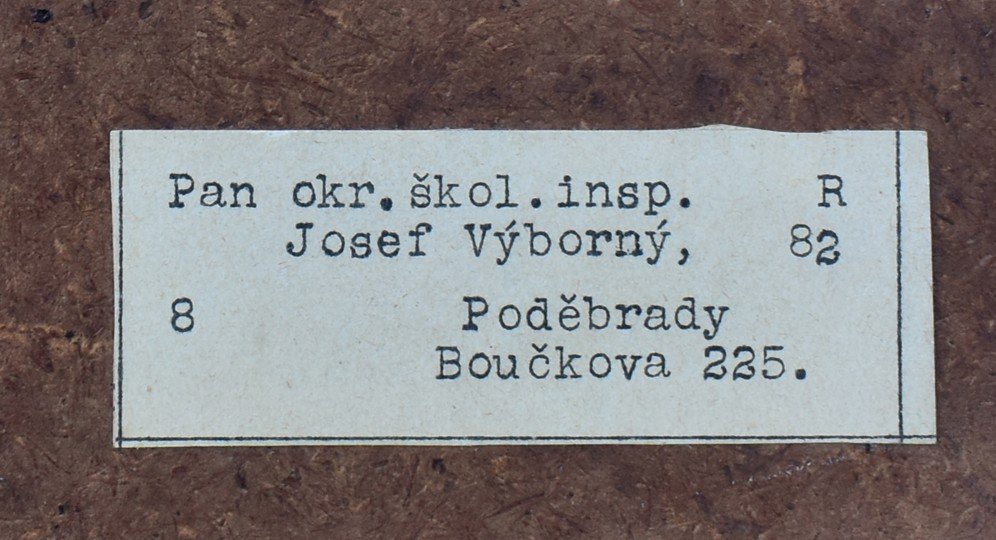 Pan okr.škol.insp. R
Josef Výborný, 82
8 Poděbrady
Boučkova 225.